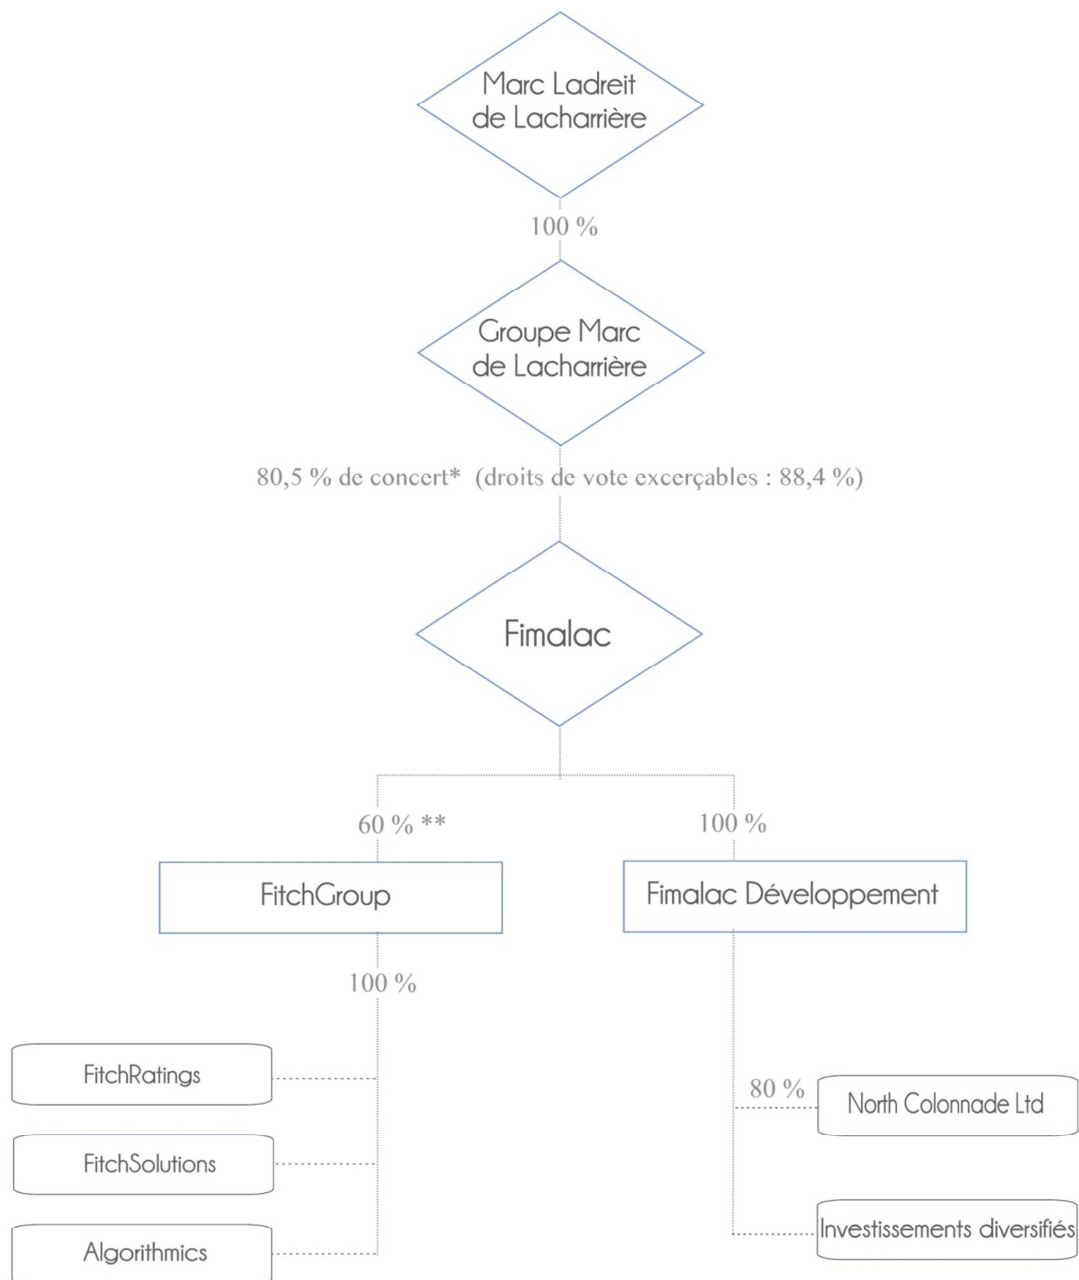 Marc Ladreit
de Lacharrière
100 %
Groupe Marc
de Lacharrière
80,5 % de concert* (droits de vote excerçables : 88,4 %)
Fimalac
60 % **
100 %
FitchGroup
Fimalac Développement
100 %
FitchRatings
80 %
North Colonnade Ltd
FitchSolutions
Investissements diversifiés
Algorithmics